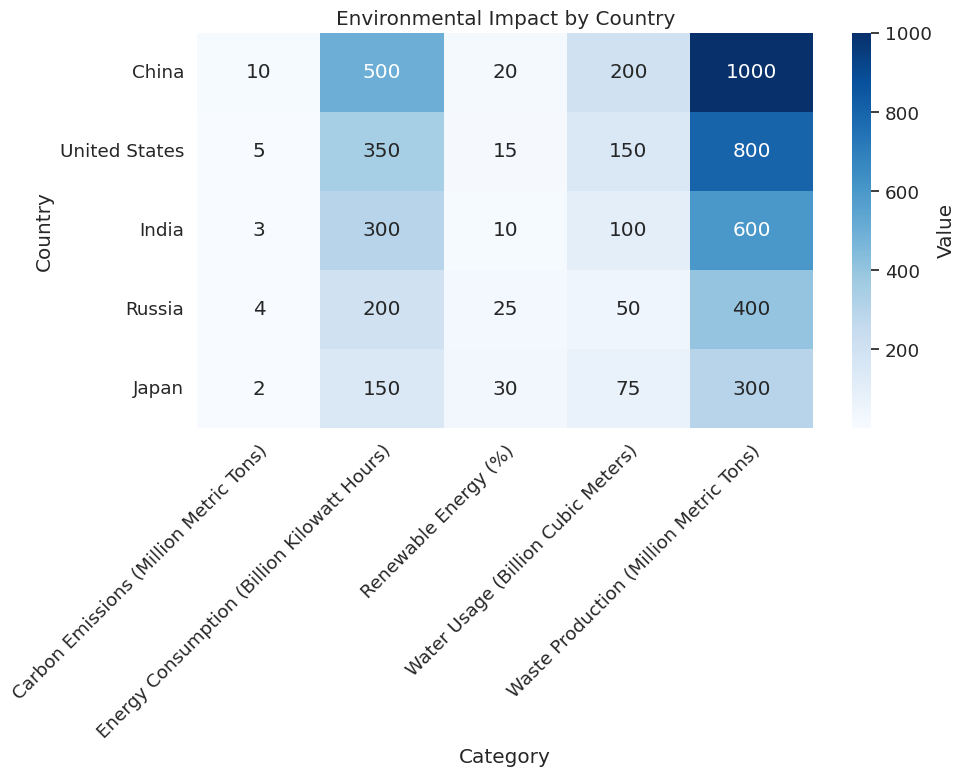 Environmental Impact by Country
Country
China 10 500 20 200 1000
United States 5 350 15 150 800
India 3 300 10 100 600
Russia 4 200 25 50 400
Japan 2 150 30 75 300
Carbon Emissions (Million Metric Tons)
Energy Consumption (Billion Kilowatt Hours)
Renewable Energy (%)
Water Usage (Billion Cubic Meters)
Waste Production (Million Metric Tons)
Category
1000
800
600
400
200
Value